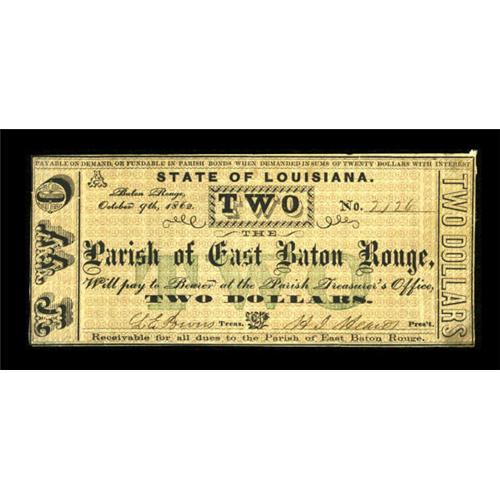 PAYABLE ON DEMAND, OR FUNDABLE IN PARISH BONDS WHEN DEMANDED IN SUMS OF TWENTY DOLLARS WITH INTEREST
STATE OF LOUISIANA.
Baton Rouge,
October 9th, 1862.
TWO
No. 2126
THE
Parish of East Baton Rouge,
Will pay to Bearer at the Parish Treasurer's Office,
TWO DOLLARS.
Treas.
Pres't.
Receivable for all dues to the Parish of East Baton Rouge.
TWO
TWO DOLLARS